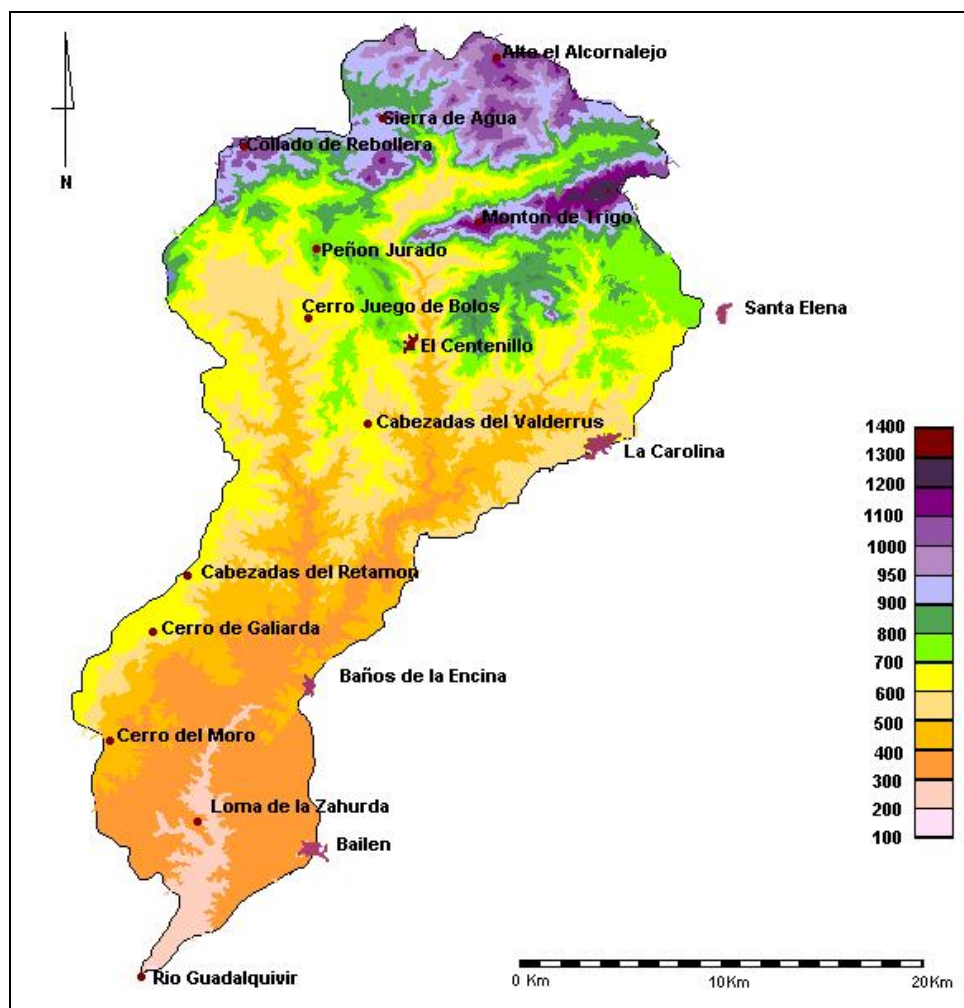 Alto el Alcornalejo
Sierra de Agua
Collado de Rebollera
N
Monton de Trigo
Peñon Jurado
Cerro Juego de Bolos
Santa Elena
El Centenillo
Cabezadas del Valderrus
La Carolina
1400
1300
1200
1100
1000
950
900
800
700
600
500
400
300
200
100
Cabezadas del Retamon
Cerro de Galiarda
Baños de la Encina
Cerro del Moro
Loma de la Zahurda
Bailen
Rio Guadalquivir
0 Km 10Km 20Km